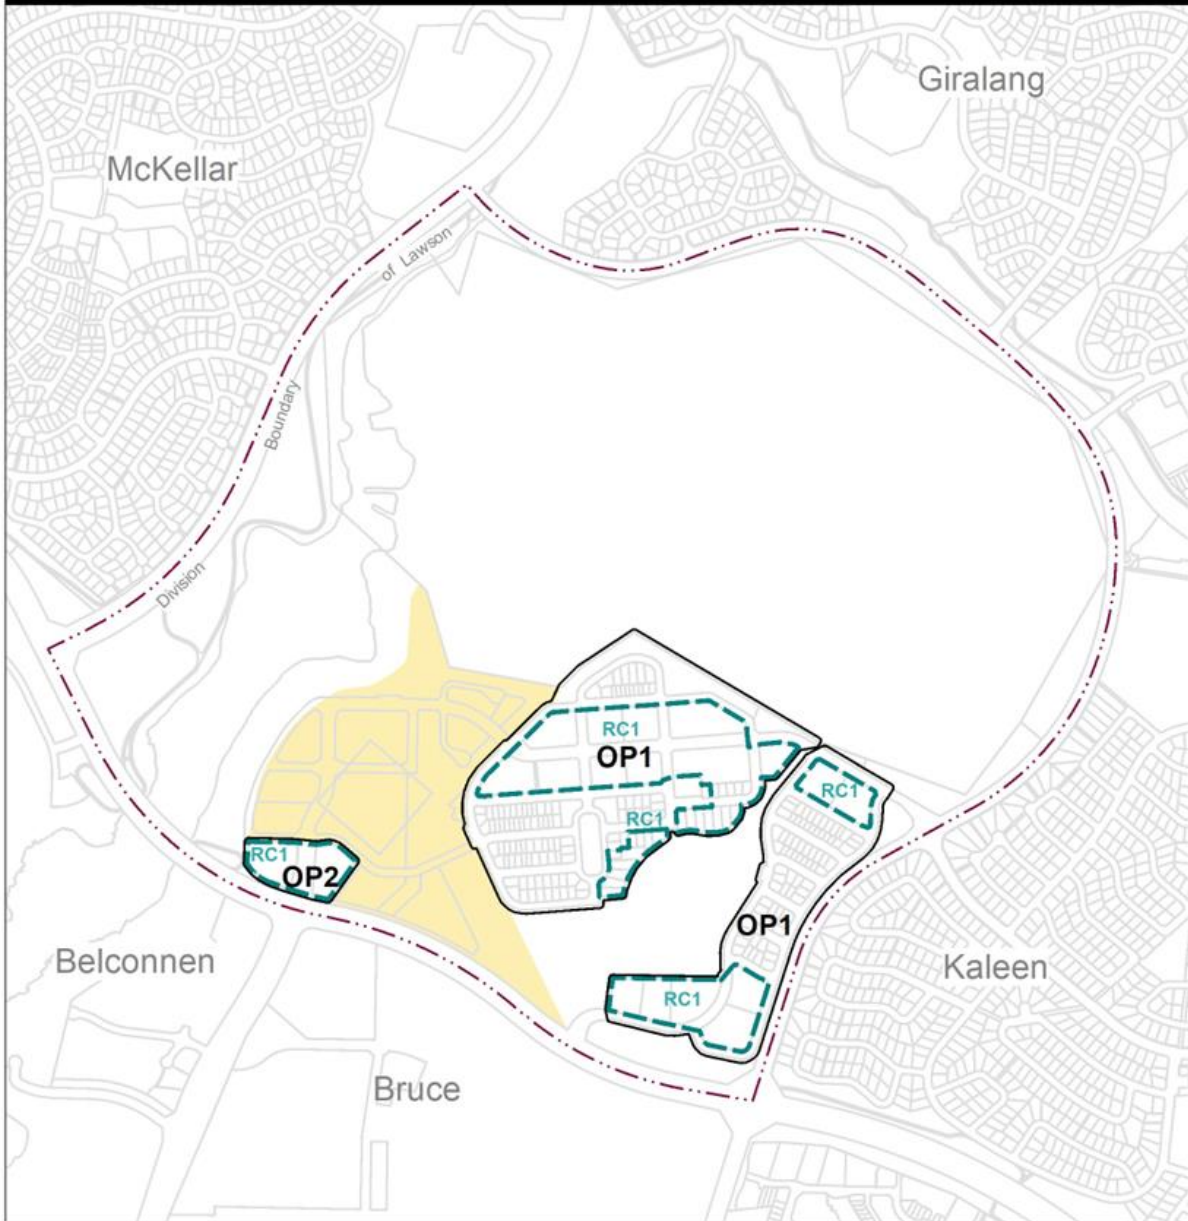 Giralang
McKellar
of Lawson
Boundary
Division
RC1
OP1
RC1
RC1
RC1
OP2
OP1
Belconnen
Kaleen
RC1
Bruce